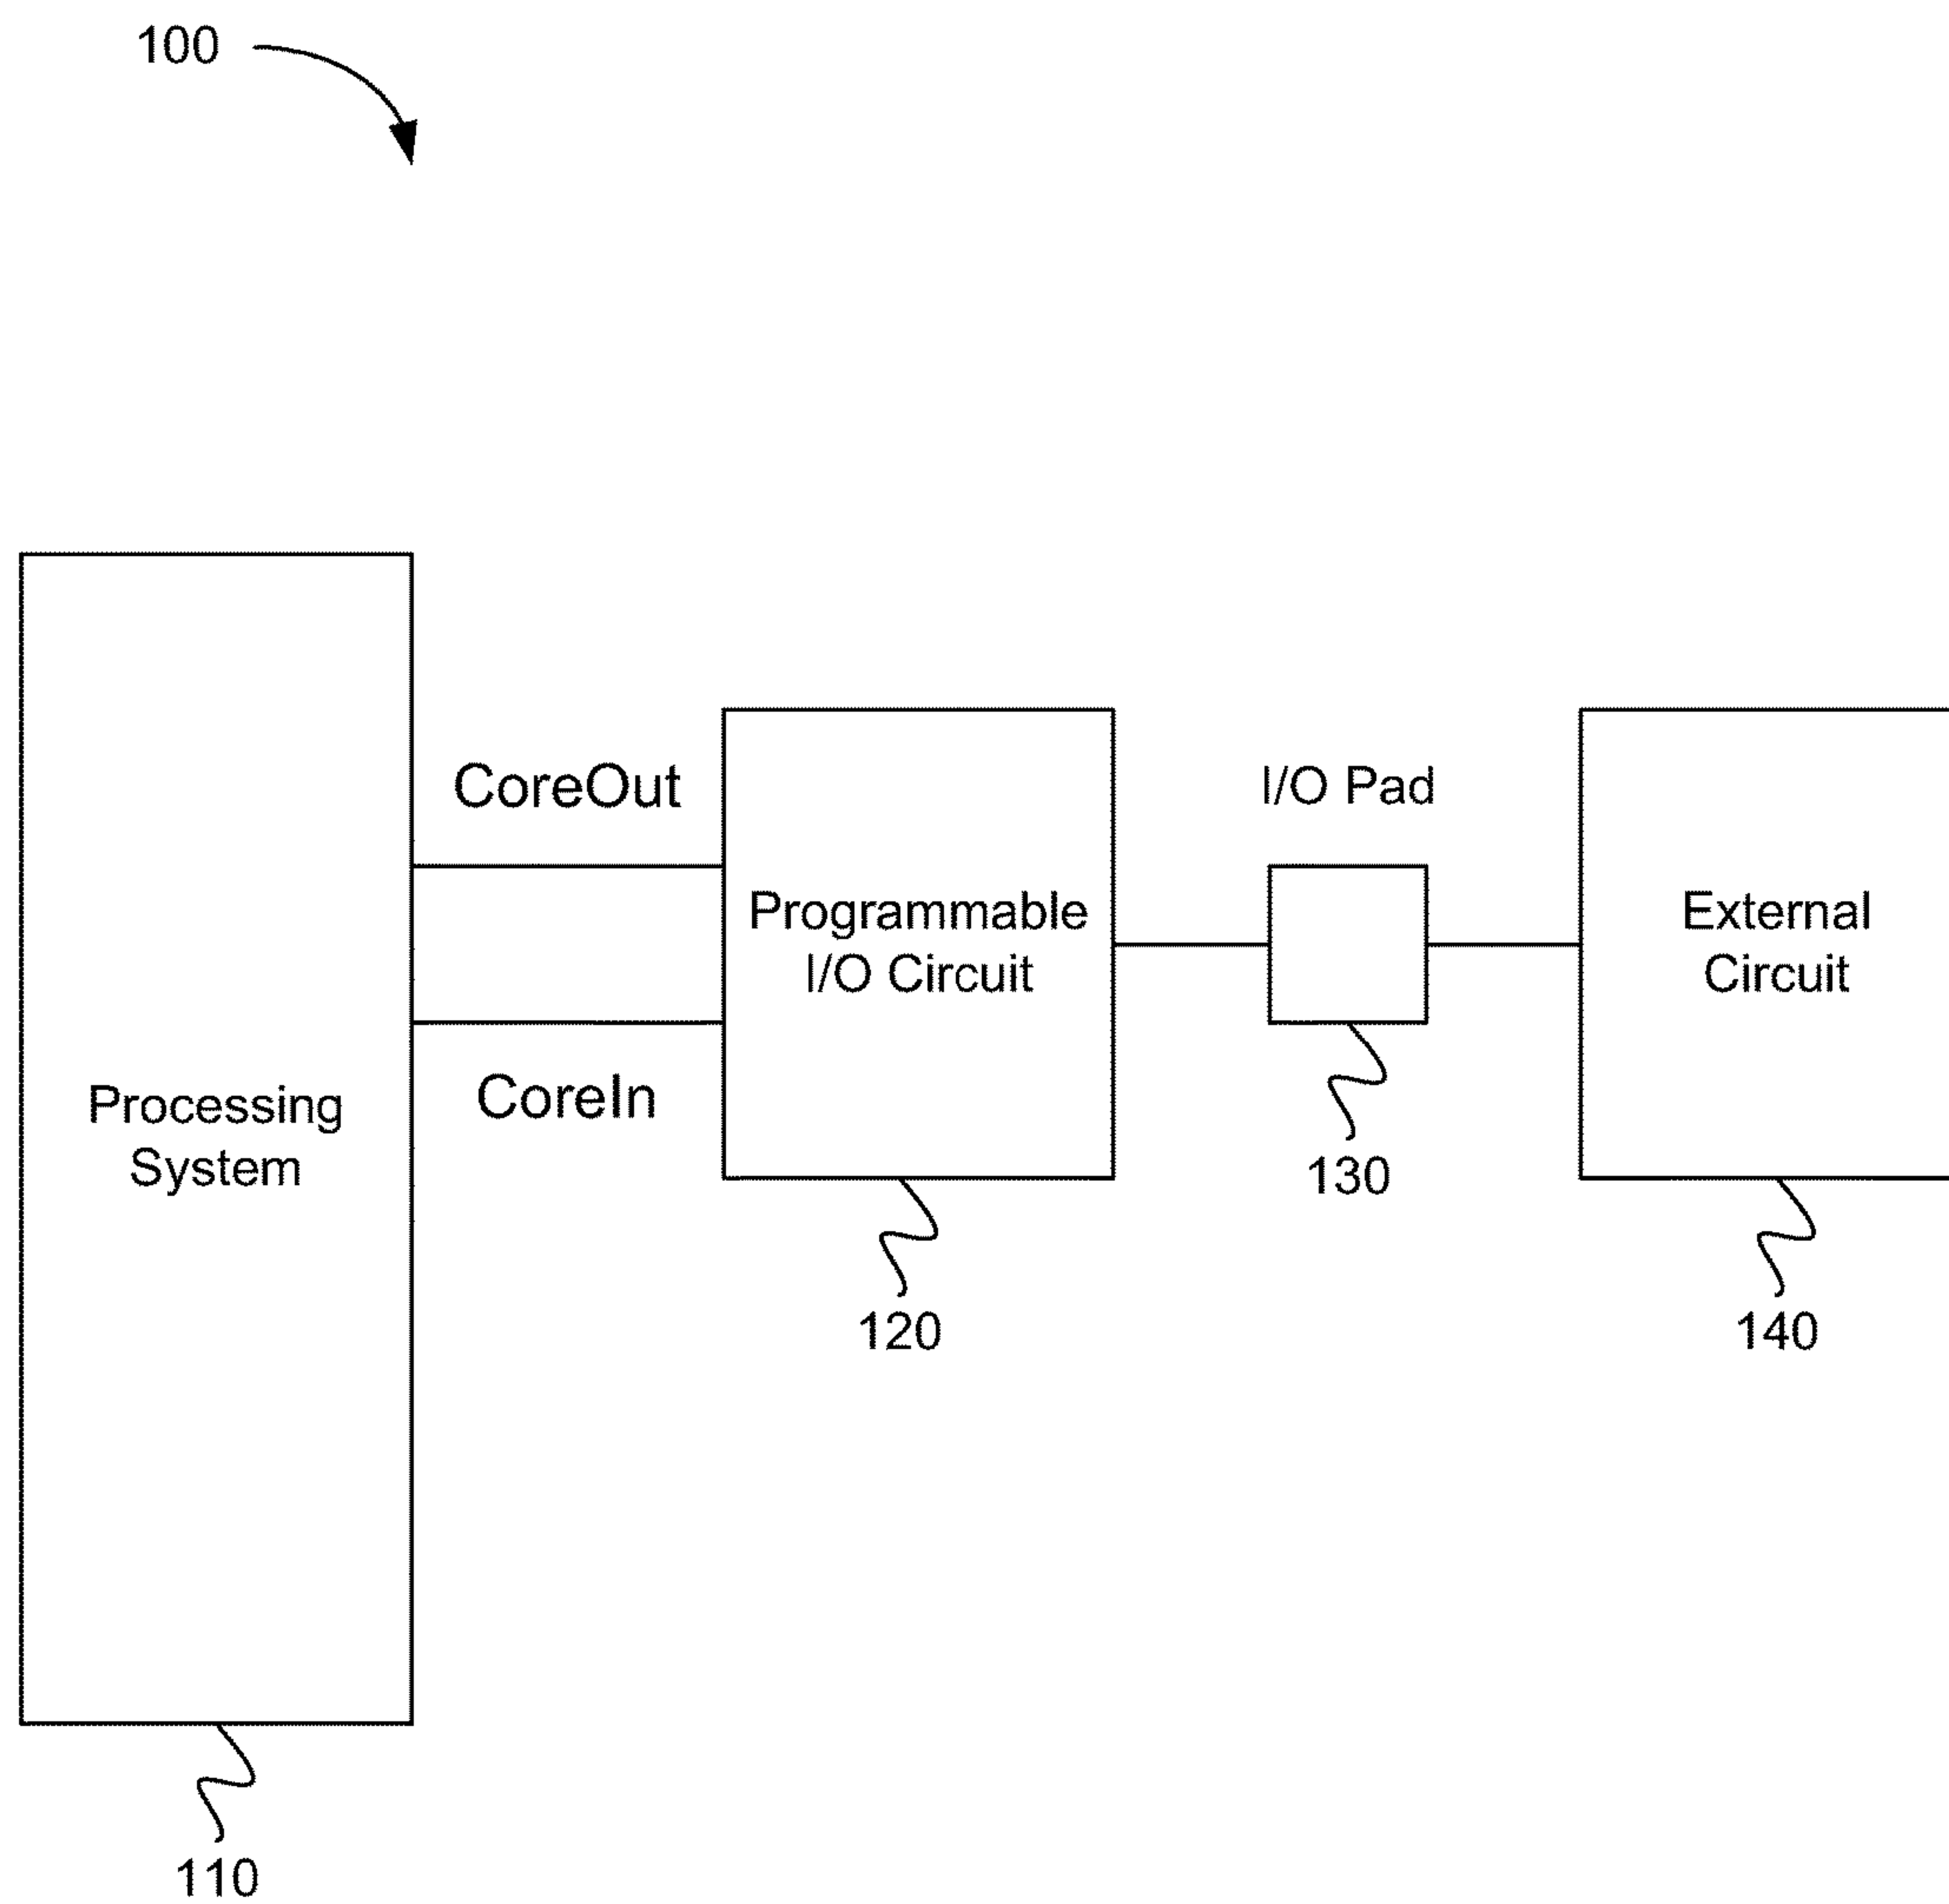 100
CoreOut
I/O Pad
Programmable
I/O Circuit
External
Circuit
Processing
System
CoreIn
130
120
140
110